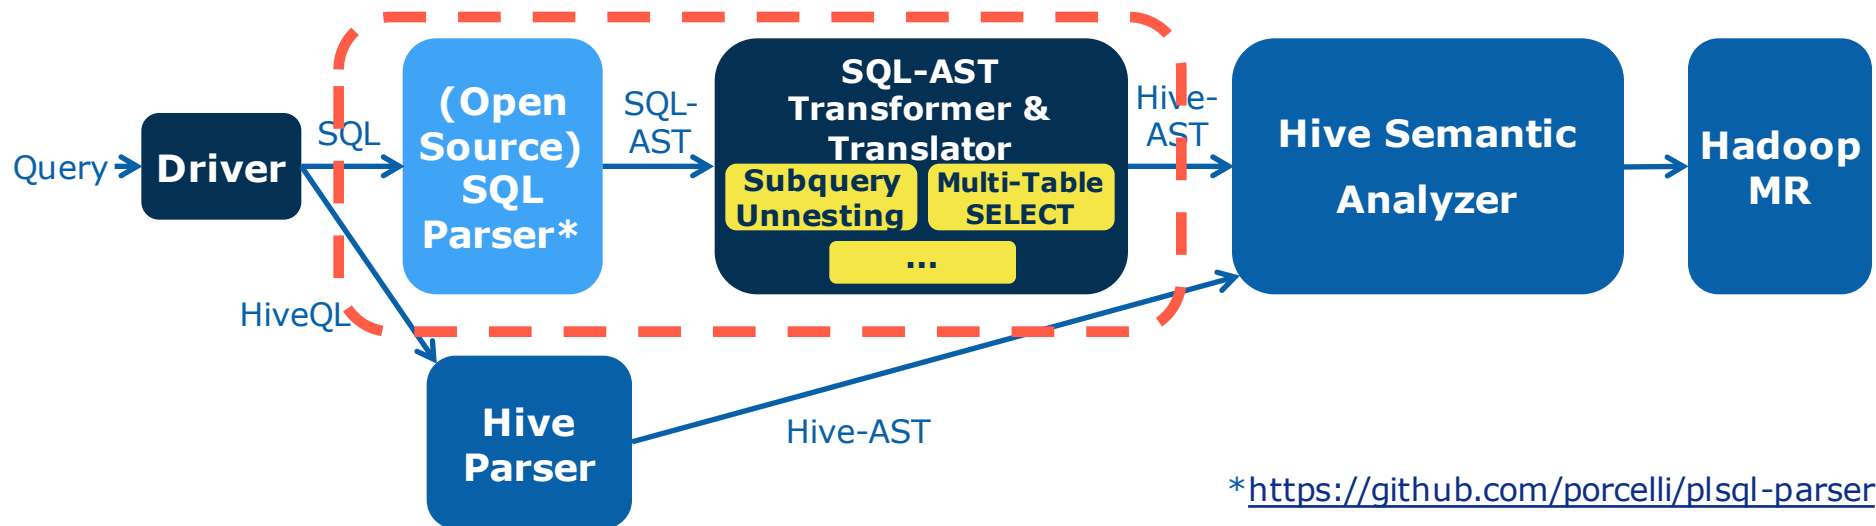 Query
Driver
SQL
HiveQL
(Open
Source)
SQL
Parser*
SQL-
AST
SQL-AST
Transformer &
Translator
Subquery
Unnesting
Multi-Table
SELECT
...
Hive-
AST
Hive Semantic
Analyzer
Hadoop
MR
Hive
Parser
Hive-AST
*https://github.com/porcelli/plsql-parser